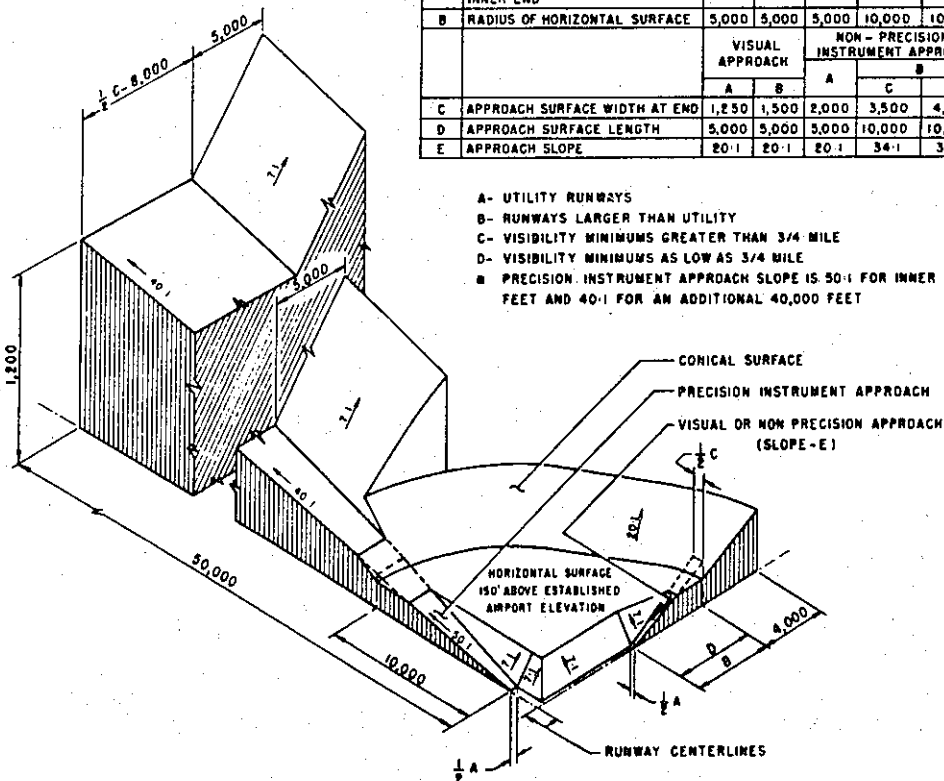 INNER END
B RADIUS OF HORIZONTAL SURFACE 5,000 5,000 5,000 10,000
VISUAL APPROACH
NON-PRECISION
INSTRUMENT
A B A B
C
C APPROACH SURFACE WIDTH AT END 1,250 1,500 2,000 3,500
D APPROACH SURFACE LENGTH 5,000 5,000 5,000 10,000
E APPROACH SLOPE 20:1 20:1 20:1 34:1
A- UTILITY RUNWAYS
B- RUNWAYS LARGER THAN UTILITY
C- VISIBILITY MINIMUMS GREATER THAN 3/4 MILE
D- VISIBILITY MINIMUMS AS LOW AS 3/4 MILE
PRECISION INSTRUMENT APPROACH SLOPE IS 50:1 FOR INNER
FEET AND 40:1 FOR AN ADDITIONAL 40,000 FEET
5,000
½ C-8,000
7:1
40:1
5,000
1,200
7:1
40:1
CONICAL SURFACE
PRECISION INSTRUMENT APPROACH
VISUAL OR NON PRECISION APPROACH
(SLOPE-E)
½ C
20:1
HORIZONTAL SURFACE
150' ABOVE ESTABLISHED
AIRPORT ELEVATION
50,000
50:1
10,000
7:1
7:1
7:1
7:1
4,000
D
B
½ A
RUNWAY CENTERLINES
½ A